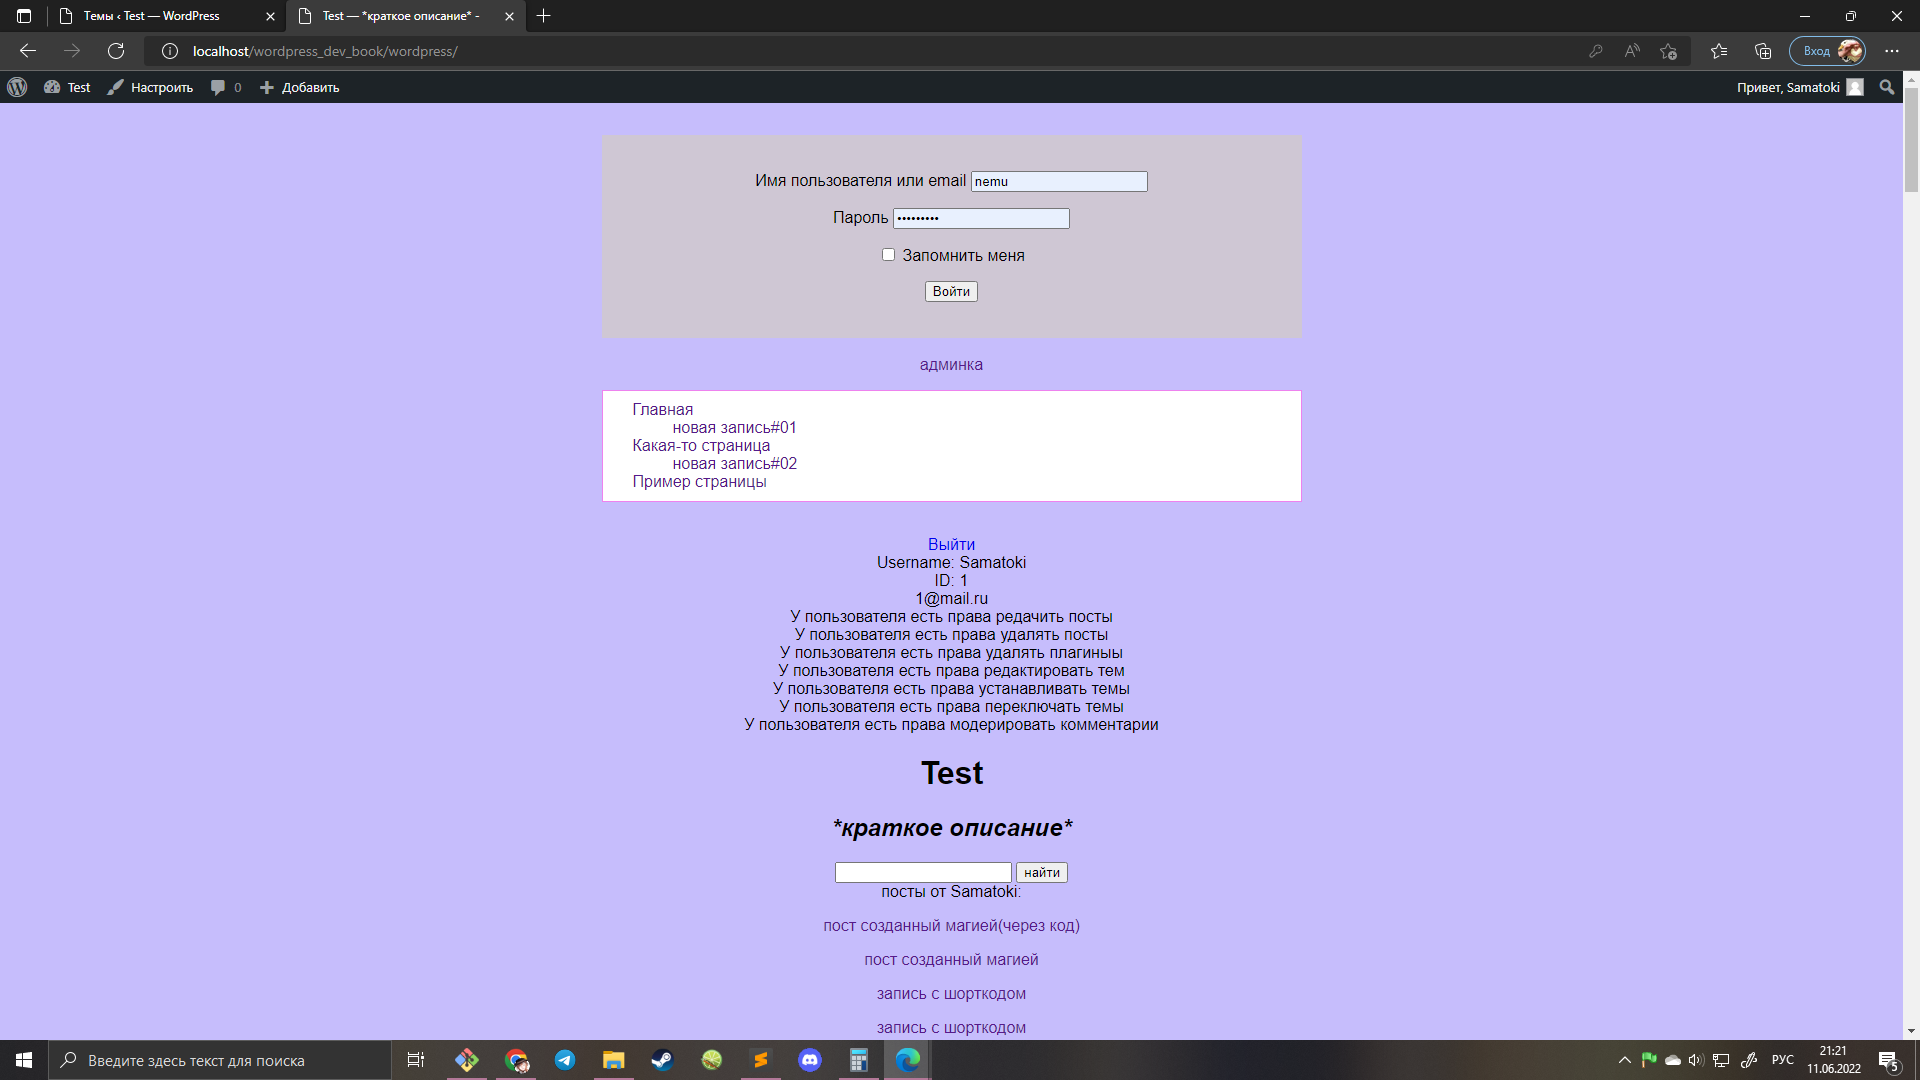 Темы ‹ Test — WordPress
Test — *краткое описание* -
localhost/wordpress_dev_book/wordpress/
Вход
Test
Настроить
0
Добавить
Привет, Samatoki
Имя пользователя или email
nemu
Пароль
•••••••••
Запомнить меня
Войти
админка
Главная
новая запись#01
Какая-то страница
новая запись#02
Пример страницы
Выйти
Username: Samatoki
ID: 1
1@mail.ru
У пользователя есть права редачить посты
У пользователя есть права удалять посты
У пользователя есть права удалять плагиныы
У пользователя есть права редактировать тем
У пользователя есть права устанавливать темы
У пользователя есть права переключать темы
У пользователя есть права модерировать комментарии
Test
*краткое описание*
найти
посты от Samatoki:
пост созданный магией(через код)
пост созданный магией
запись с шорткодом
запись с шорткодом
Введите здесь текст для поиска
РУС
21:21
11.06.2022
5